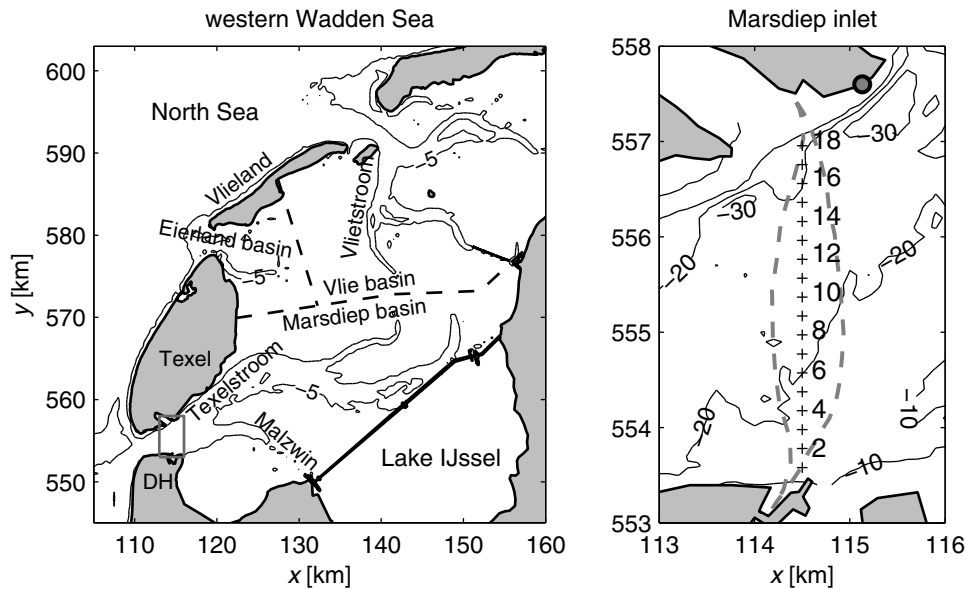 western Wadden Sea
600
590
580
570
560
550
y [km]
110
120
130
140
150
160
x [km]
North Sea
Vlieland
Vlietstroom
−5
Eierland basin
−5
Vlie basin
Marsdiep basin
Texel
Texelstroom
−5
Malzwin
Lake IJssel
DH
Marsdiep inlet
558
557
556
555
554
553
113
114
115
116
x [km]
−30
−30
−20
−20
−20
−10
−10
18
16
14
12
10
8
6
4
2